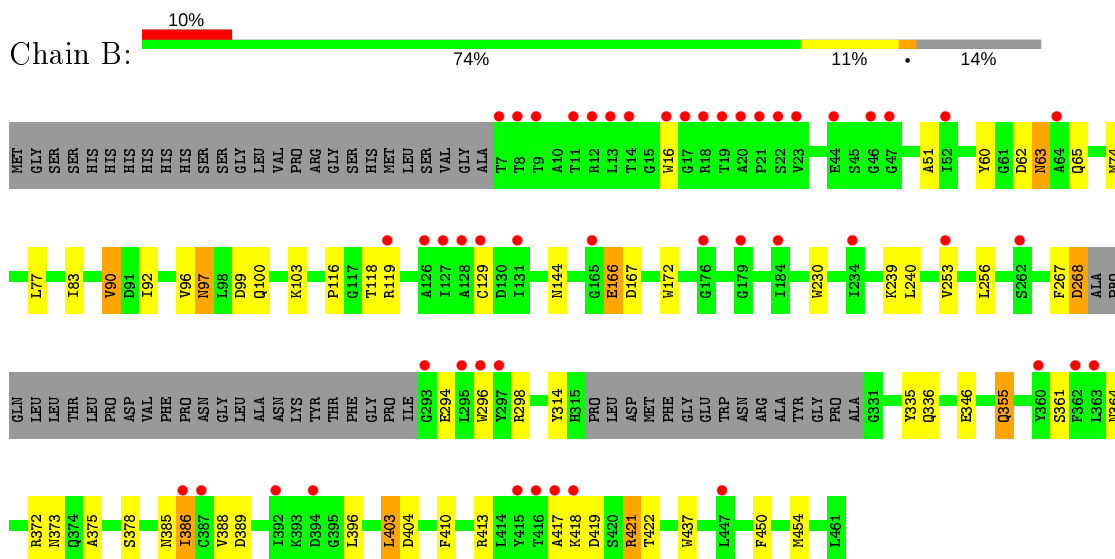 10%
Chain B:
74% 11% • 14%
MET GLY SER SER HIS HIS HIS HIS HIS HIS SER SER GLY LEU VAL PRO ARG GLY SER HIS MET LEU SER VAL GLY ALA T7 T8 T9 A10 T11 R12 L13 T14 G15 W16 G17 R18 T19 A20 P21 S22 V23 E44 S45 G46 G47 A51 I52 Y60 G61 D62 N63 A64 Q65 M74
L77 I83 V90 D91 I92 V96 N97 L98 D99 Q100 K103 P116 G117 T118 R119 A126 I127 A128 C129 D130 I131 N144 G165 E166 D167 W172 G176 G179 I184 W230 I234 K239 L240 V253 L256 S262 F267 D268 ALA PRO
GLN LEU LEU THR LEU PRO ASP VAL PHE PRO ASN GLY LEU ALA ASN LYS TYR THR PHE GLY PRO ILE G293 E294 L295 W296 Y297 R298 Y314 H315 PRO LEU ASP MET PHE GLY GLU TRP ASN ARG ALA TYR GLY PRO ALA G331 Y335 Q336 E346 Q355 Y360 S361 F362 L363 N364
R372 N373 Q374 A375 S378 N385 I386 C387 V388 D389 I392 K393 D394 G395 L396 L403 D404 F410 R413 L414 Y415 T416 A417 K418 D419 S420 R421 T422 W437 L447 F450 M454 L461